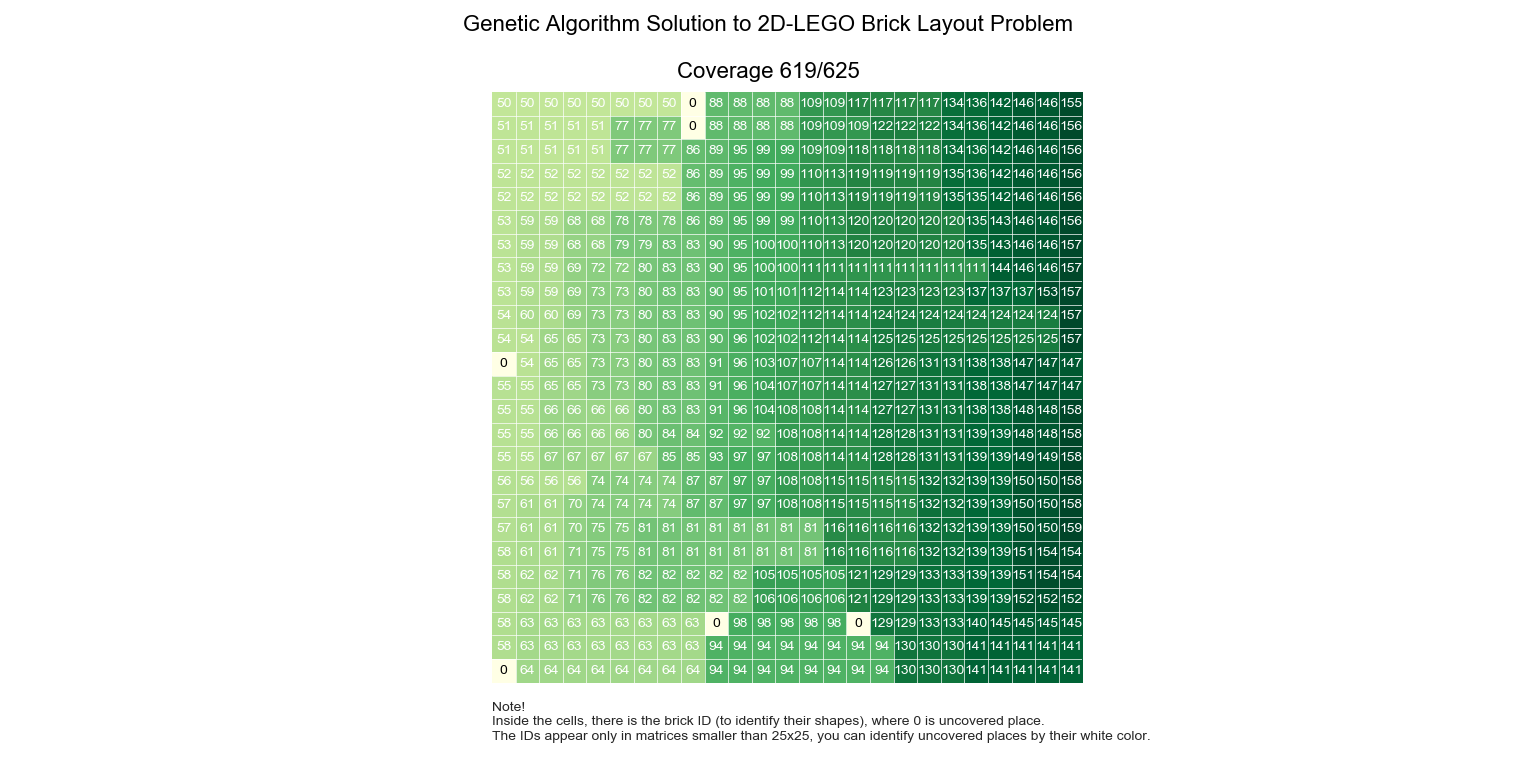 Genetic Algorithm Solution to 2D-LEGO Brick Layout Problem
Coverage 619/625
50 50 50 50 50 50 50 50 0 88 88 88 88 109 109 117 117 117 117 134 136 142 146 146 155
51 51 51 51 51 77 77 77 0 88 88 88 88 109 109 109 122 122 122 134 136 142 146 146 156
51 51 51 51 51 77 77 77 86 89 95 99 99 109 109 118 118 118 118 134 136 142 146 146 156
52 52 52 52 52 52 52 52 86 89 95 99 99 110 113 119 119 119 119 135 136 142 146 146 156
52 52 52 52 52 52 52 52 86 89 95 99 99 110 113 119 119 119 119 135 135 142 146 146 156
53 59 59 68 68 78 78 78 86 89 95 99 99 110 113 120 120 120 120 120 135 143 146 146 156
53 59 59 68 68 79 79 83 83 90 95 100 100 110 113 120 120 120 120 120 135 143 146 146 157
53 59 59 69 72 72 80 83 83 90 95 100 100 111 111 111 111 111 111 111 111 144 146 146 157
53 59 59 69 73 73 80 83 83 90 95 101 101 112 114 114 123 123 123 123 137 137 137 153 157
54 60 60 69 73 73 80 83 83 90 95 102 102 112 114 114 124 124 124 124 124 124 124 124 157
54 54 65 65 73 73 80 83 83 90 96 102 102 112 114 114 125 125 125 125 125 125 125 125 157
0 54 65 65 73 73 80 83 83 91 96 103 107 107 114 114 126 126 131 131 138 138 147 147 147
55 55 65 65 73 73 80 83 83 91 96 104 107 107 114 114 127 127 131 131 138 138 147 147 147
55 55 66 66 66 66 80 83 83 91 96 104 108 108 114 114 127 127 131 131 138 138 148 148 158
55 55 66 66 66 66 80 84 84 92 92 92 108 108 114 114 128 128 131 131 139 139 148 148 158
55 55 67 67 67 67 67 85 85 93 97 97 108 108 114 114 128 128 131 131 139 139 149 149 158
56 56 56 56 74 74 74 74 87 87 97 97 108 108 115 115 115 115 132 132 139 139 150 150 158
57 61 61 70 74 74 74 74 87 87 97 97 108 108 115 115 115 115 132 132 139 139 150 150 158
57 61 61 70 75 75 81 81 81 81 81 81 81 81 116 116 116 116 132 132 139 139 150 150 159
58 61 61 71 75 75 81 81 81 81 81 81 81 81 116 116 116 116 132 132 139 139 151 154 154
58 62 62 71 76 76 82 82 82 82 82 105 105 105 105 121 129 129 133 133 139 139 151 154 154
58 62 62 71 76 76 82 82 82 82 82 106 106 106 106 121 129 129 133 133 139 139 152 152 152
58 63 63 63 63 63 63 63 63 0 98 98 98 98 98 0 129 129 133 133 140 145 145 145 145
58 63 63 63 63 63 63 63 63 94 94 94 94 94 94 94 94 130 130 130 141 141 141 141 141
0 64 64 64 64 64 64 64 64 94 94 94 94 94 94 94 94 130 130 130 141 141 141 141 141
Note!
Inside the cells, there is the brick ID (to identify their shapes), where 0 is uncovered place.
The IDs appear only in matrices smaller than 25x25, you can identify uncovered places by their white color.